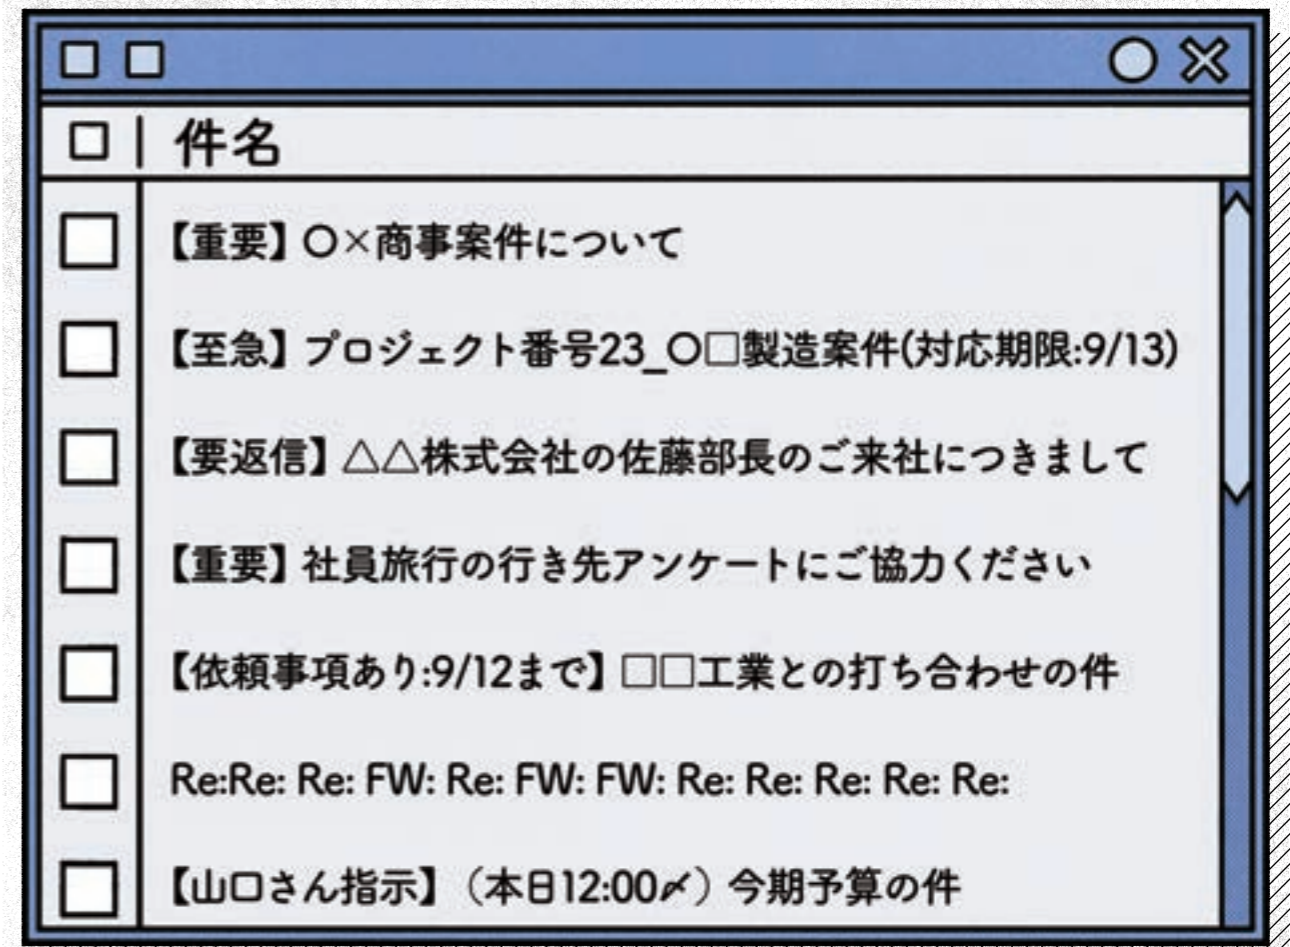 件名
【重要】〇×商事案件について
【至急】プロジェクト番号23_〇□製造案件(対応期限:9/13)
【要返信】△△株式会社の佐藤部長のご来社につきまして
【重要】社員旅行の行き先アンケートにご協力ください
【依頼事項あり:9/12まで】□□工業との打ち合わせの件
Re:Re: Re: FW: Re: FW: FW: Re: Re: Re: Re: Re:
【山口さん指示】（本日12:00〆）今期予算の件